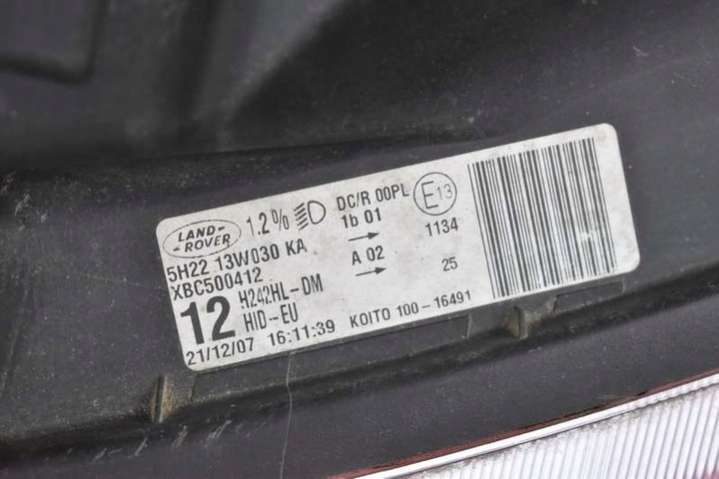 LAND-
-ROVER
1.2%
DC/R 00PL
E13
1b 01
1134
5H22 13W030 KA
XBC500412
A 02
25
12
H242HL-DM
HID-EU
21/12/07 16:11:39 KOITO 100-16491